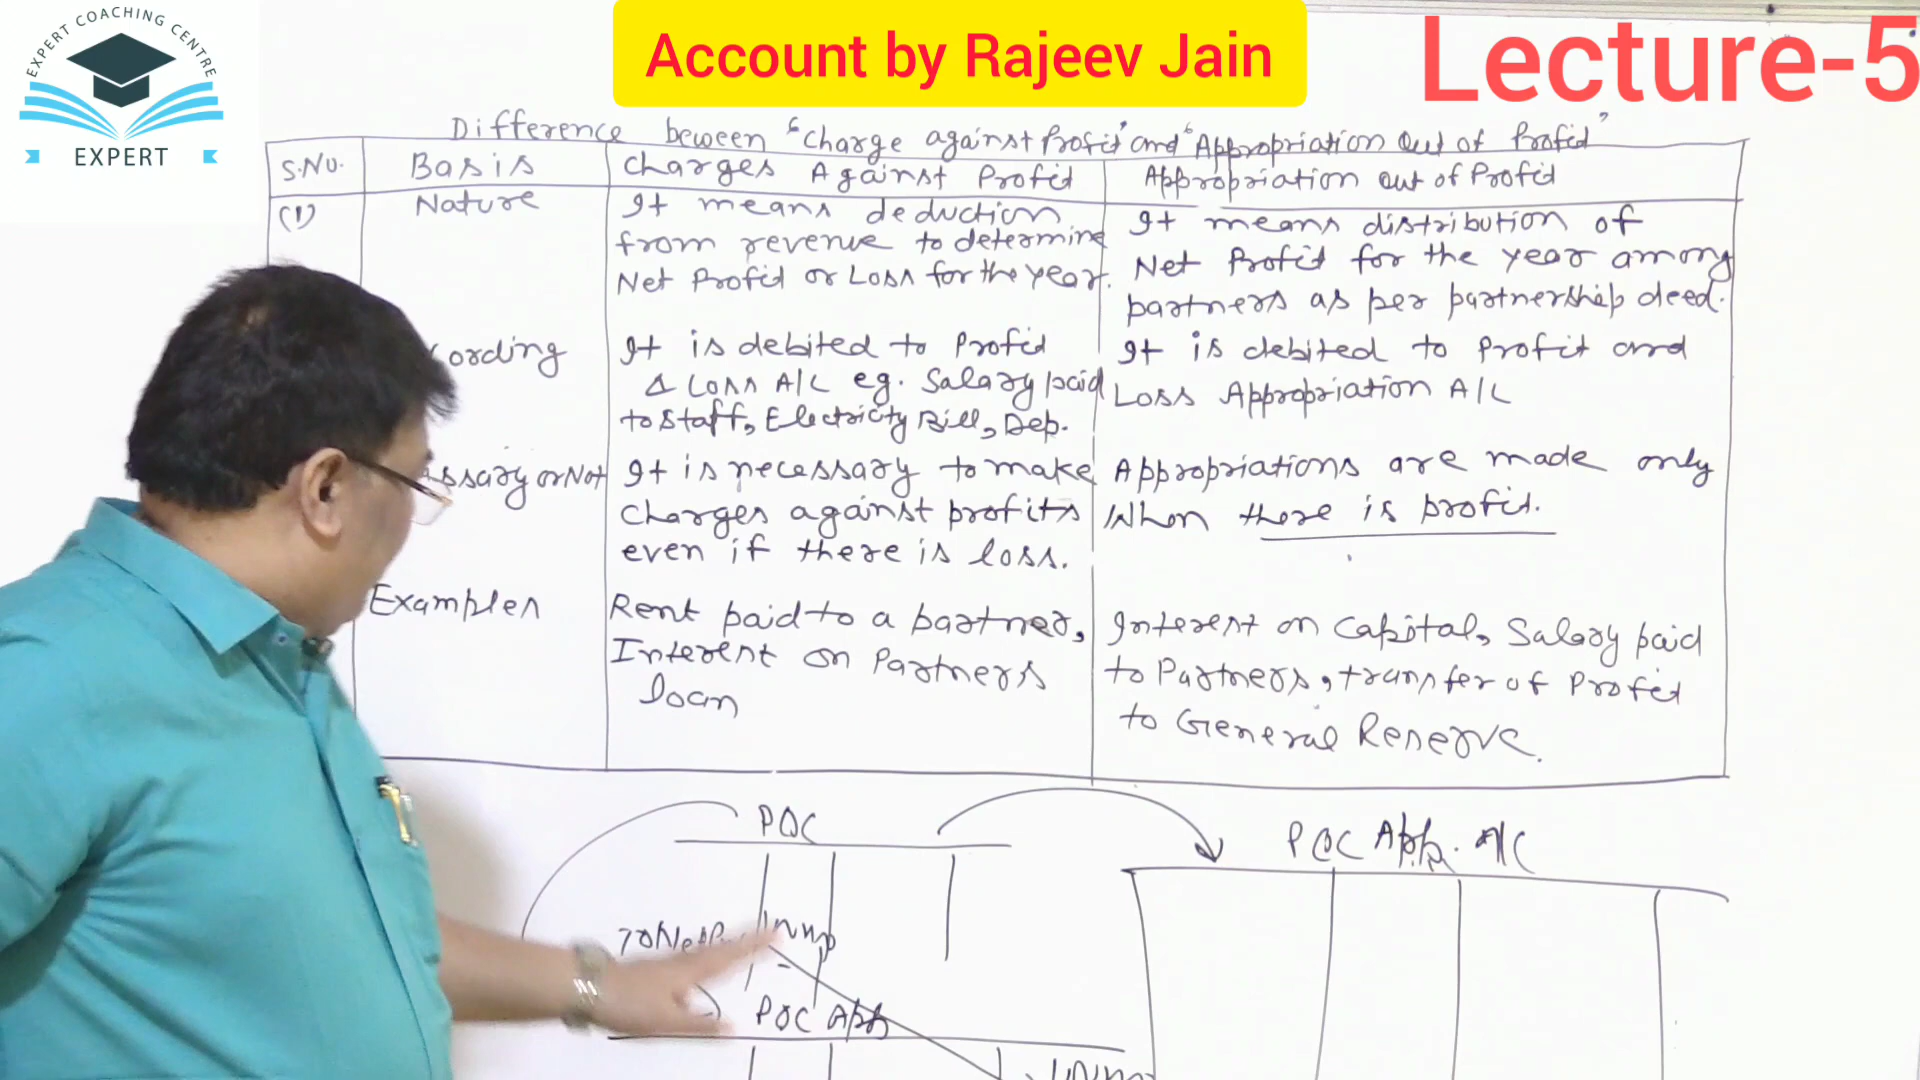 EXPERT COACHING CENTRE
EXPERT
Account by Rajeev Jain
Lecture-5
Difference beween "Charge against Profit" and "Appropriation Out of Profit"
S.No.
Basis
Charges Against Profit
Appropriation out of Profit
(1)
Nature
It means deduction
from revenue to determine
Net Profit or Loss for the year.
It means distribution of
Net Profit for the year among
partners as per partnership deed.
ording
It is debited to Profit
& Loss A/C eg. Salary paid
to Staff, Electricity Bill, Dep.
It is debited to Profit and
Loss Appropriation A/C
ssary or Not
It is necessary to make
charges against profits
even if there is loss.
Appropriations are made only
When there is profit.
Examples
Rent paid to a partner,
Interest on Partners
loan
Interest on Capital, Salary paid
to Partners, transfer of Profit
to General Reserve.
P&L
P&L App. A/C
To Net P
P&L App